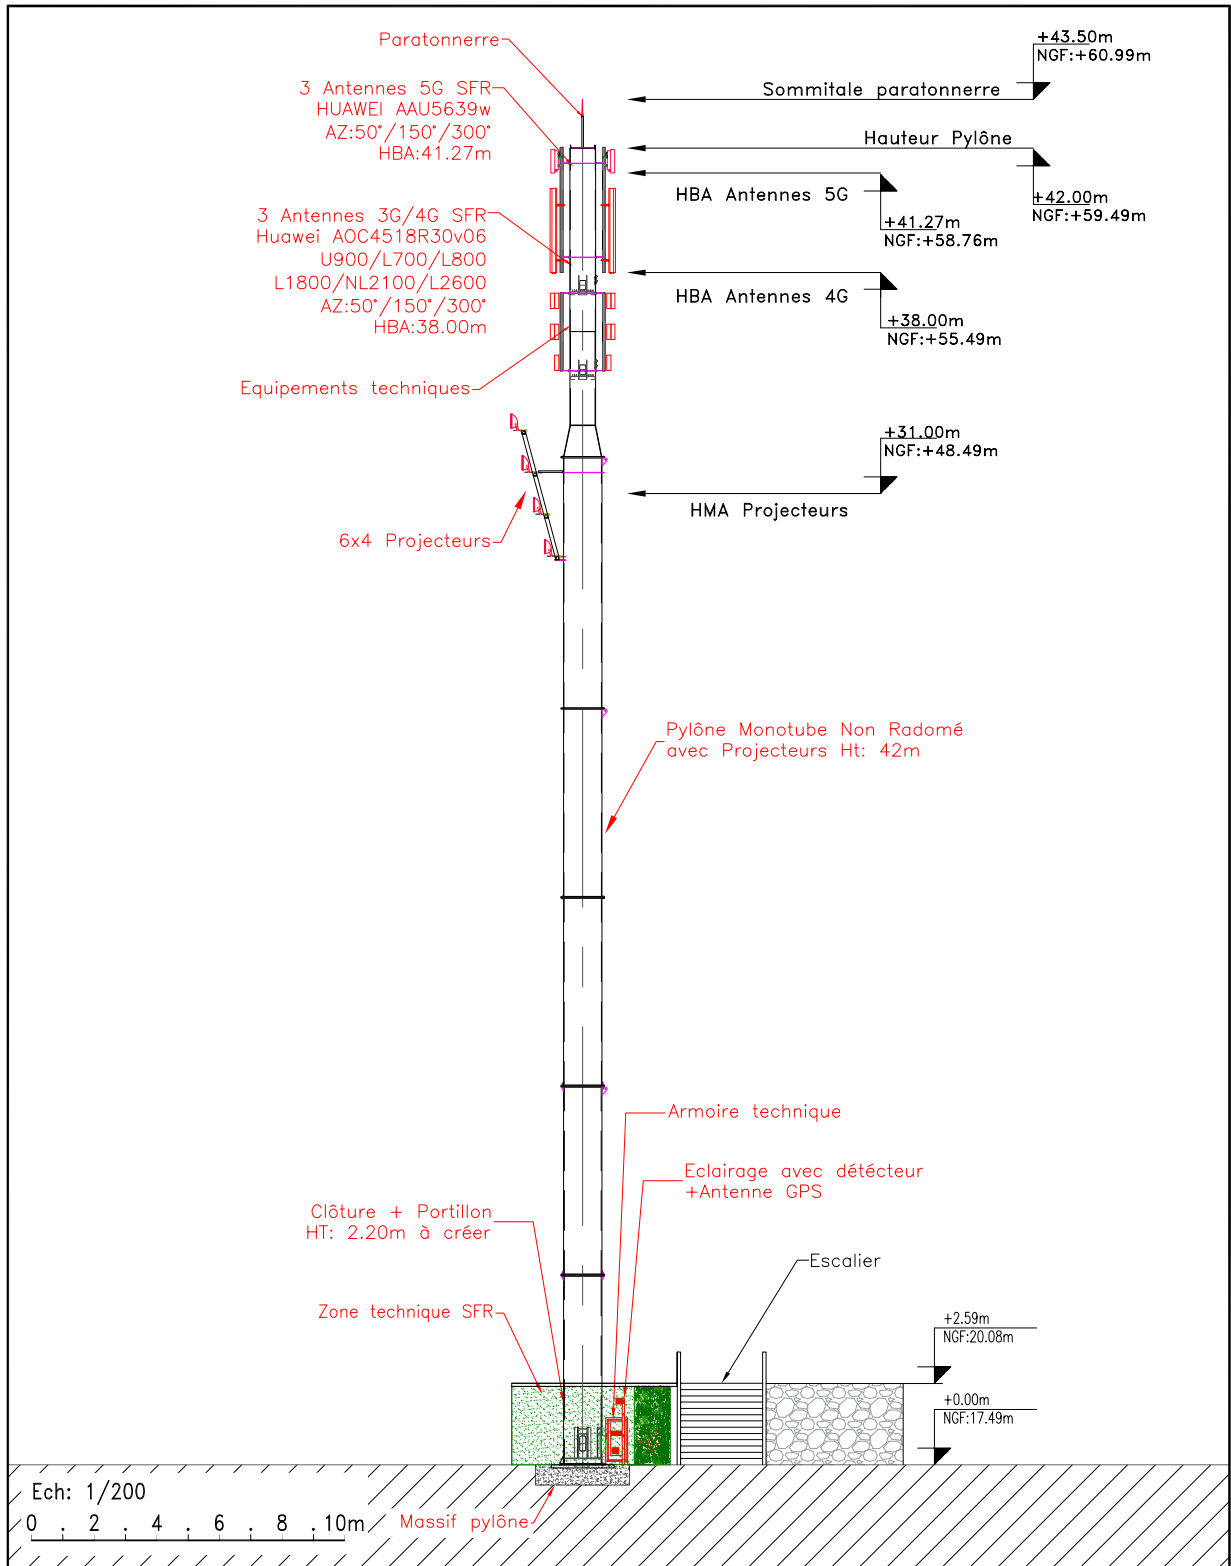 Paratonnerre
+43.50m
NGF:+60.99m
Sommitale paratonnerre
3 Antennes 5G SFR
HUAWEI AAU5639w
AZ:50°/150°/300°
HBA:41.27m
Hauteur Pylône
+42.00m
NGF:+59.49m
HBA Antennes 5G
+41.27m
NGF:+58.76m
3 Antennes 3G/4G SFR
Huawei AOC4518R30v06
U900/L700/L800
L1800/NL2100/L2600
AZ:50°/150°/300°
HBA:38.00m
HBA Antennes 4G
+38.00m
NGF:+55.49m
Equipements techniques
+31.00m
NGF:+48.49m
HMA Projecteurs
6x4 Projecteurs
Pylône Monotube Non Radomé
avec Projecteurs Ht: 42m
Armoire technique
Eclairage avec détécteur
+Antenne GPS
Clôture + Portillon
HT: 2.20m à créer
Escalier
Zone technique SFR
+2.59m
NGF:20.08m
+0.00m
NGF:17.49m
Ech: 1/200
0 . 2 . 4 . 6 . 8 . 10m
Massif pylône